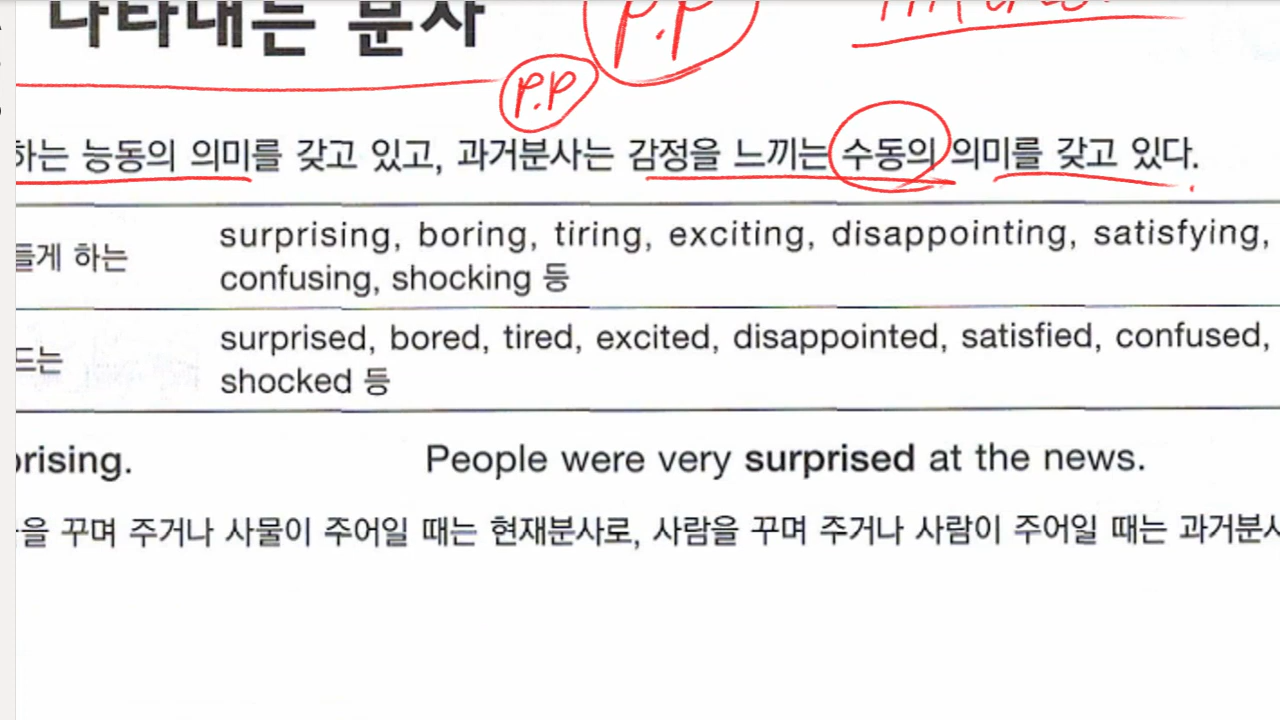 나타내는 분사
p.p
p.p
하는 능동의 의미를 갖고 있고, 과거분사는 감정을 느끼는 수동의 의미를 갖고 있다.
들게 하는
surprising, boring, tiring, exciting, disappointing, satisfying,
confusing, shocking 등
드는
surprised, bored, tired, excited, disappointed, satisfied, confused,
shocked 등
prising.
People were very surprised at the news.
을 꾸며 주거나 사물이 주어일 때는 현재분사로, 사람을 꾸며 주거나 사람이 주어일 때는 과거분사